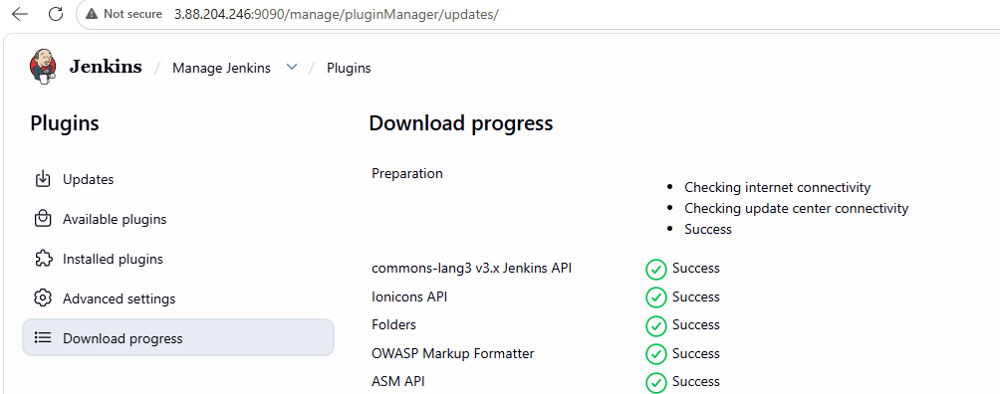 Not secure 3.88.204.246:9090/manage/pluginManager/updates/
Jenkins / Manage Jenkins / Plugins
Plugins
Updates
Available plugins
Installed plugins
Advanced settings
Download progress
Download progress
Preparation
Checking internet connectivity
Checking update center connectivity
Success
commons-lang3 v3.x Jenkins API Success
Ionicons API Success
Folders Success
OWASP Markup Formatter Success
ASM API Success